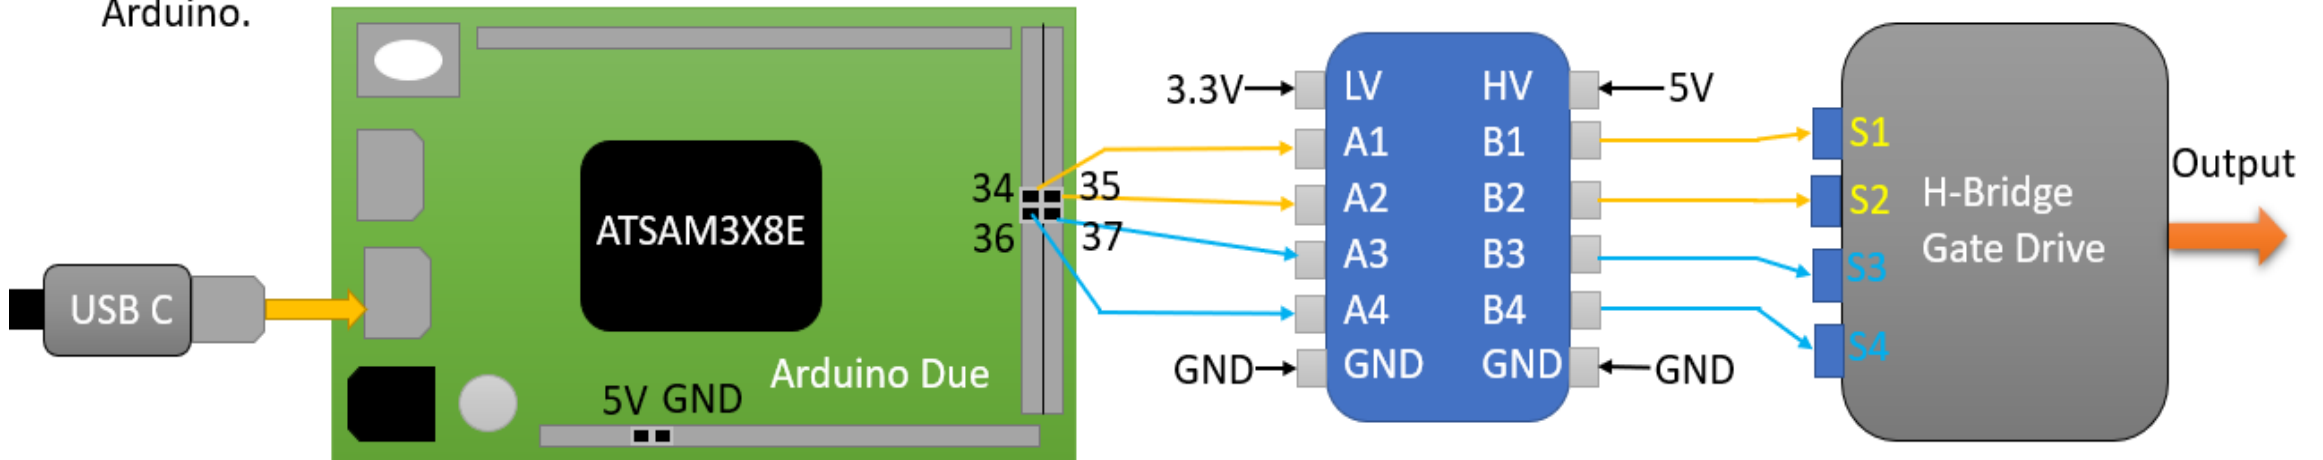 Arduino.
USB C
ATSAM3X8E
Arduino Due
5V GND
34 35
36 37
3.3V
GND
LV HV
A1 B1
A2 B2
A3 B3
A4 B4
GND GND
5V
GND
S1
S2
S3
S4
H-Bridge
Gate Drive
Output